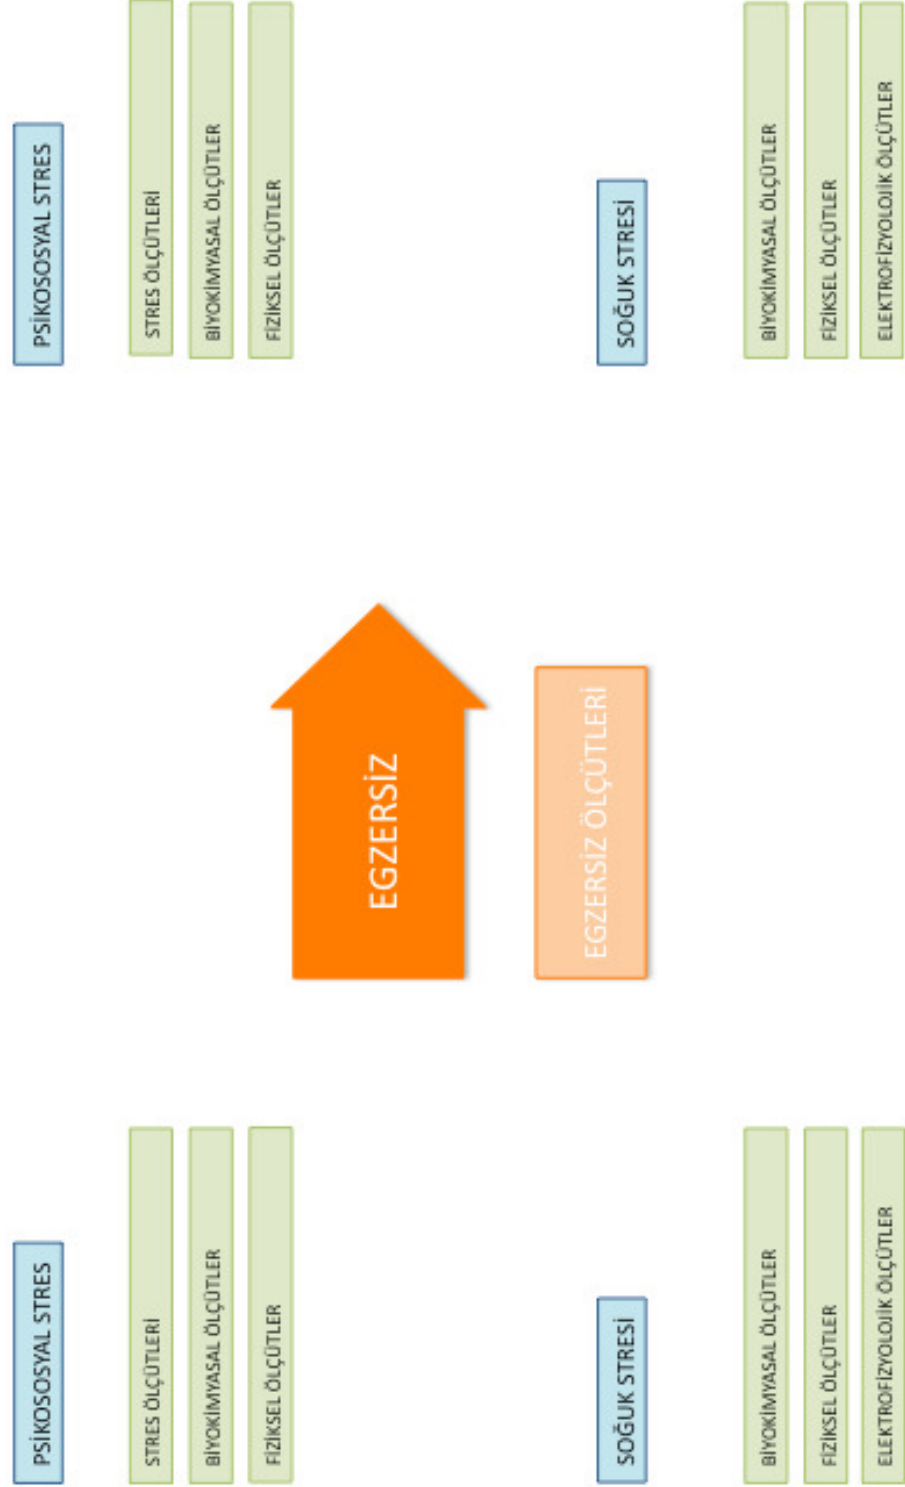 PSİKOSOSYAL STRES
STRES ÖLÇÜTLERİ
BİYOKİMYASAL ÖLÇÜTLER
FİZİKSEL ÖLÇÜTLER
SOĞUK STRESİ
BİYOKİMYASAL ÖLÇÜTLER
FİZİKSEL ÖLÇÜTLER
ELEKTROFİZYOLOJİK ÖLÇÜTLER
EGZERSİZ
EGZERSİZ ÖLÇÜTLERİ
PSİKOSOSYAL STRES
STRES ÖLÇÜTLERİ
BİYOKİMYASAL ÖLÇÜTLER
FİZİKSEL ÖLÇÜTLER
SOĞUK STRESİ
BİYOKİMYASAL ÖLÇÜTLER
FİZİKSEL ÖLÇÜTLER
ELEKTROFİZYOLOJİK ÖLÇÜTLER